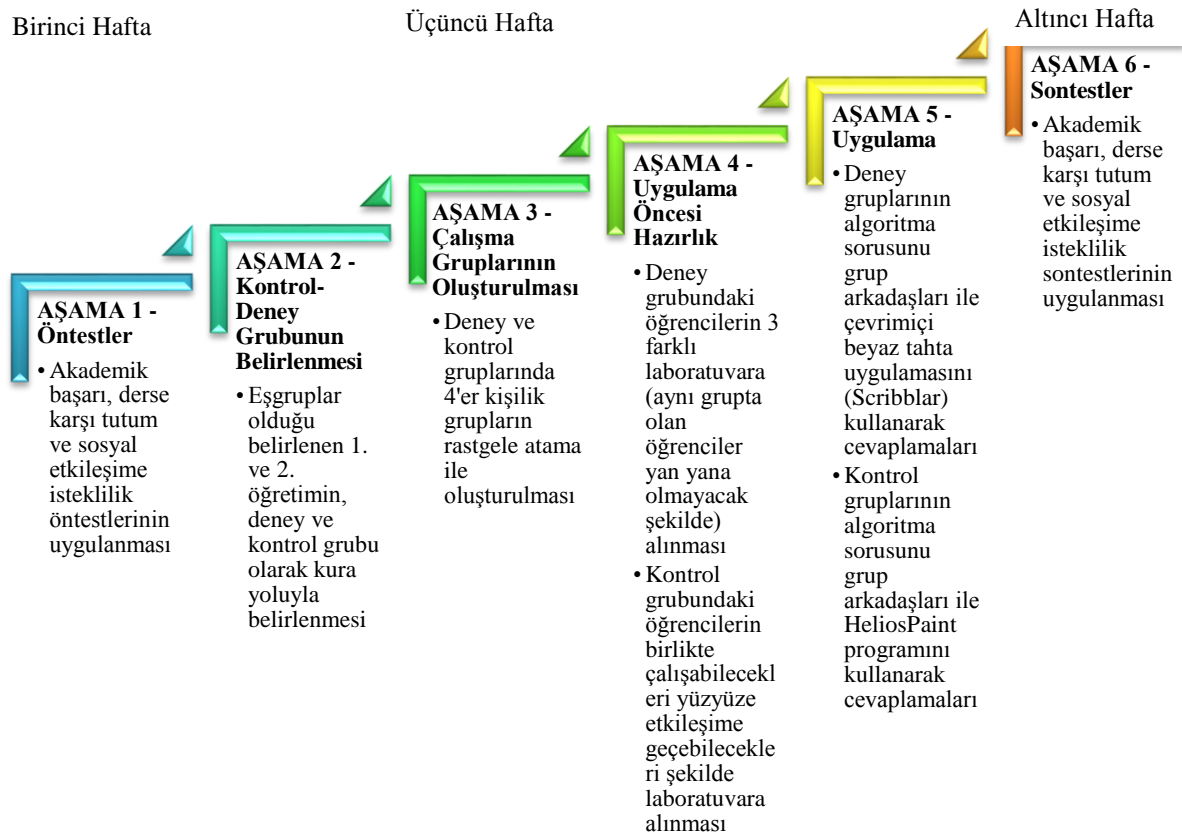 Birinci Hafta
Üçüncü Hafta
Altıncı Hafta
AŞAMA 1 -
Öntestler
• Akademik
başarı, derse
karşı tutum
ve sosyal
etkileşime
isteklilik
öntestlerinin
uygulanması
AŞAMA 2 -
Kontrol-
Deney
Grubunun
Belirlenmesi
• Eşgruplar
olduğu
belirlenen 1.
ve 2.
öğretimin,
deney ve
kontrol grubu
olarak kura
yoluyla
belirlenmesi
AŞAMA 3 -
Çalışma
Gruplarının
Oluşturulması
• Deney ve
kontrol
gruplarında
4'er kişilik
grupların
rastgele atama
ile
oluşturulması
AŞAMA 4 -
Uygulama
Öncesi
Hazırlık
• Deney
grubundaki
öğrencilerin 3
farklı
laboratuvara
(aynı grupta
olan
öğrenciler
yan yana
olmayacak
şekilde)
alınması
• Kontrol
grubundaki
öğrencilerin
birlikte
çalışabilecekl
eri yüzyüze
etkileşime
geçebilecekle
ri şekilde
laboratuvara
alınması
AŞAMA 5 -
Uygulama
• Deney
gruplarının
algoritma
sorusunu
grup
arkadaşları ile
çevrimiçi
beyaz tahta
uygulamasını
(Scribblar)
kullanarak
cevaplamaları
• Kontrol
gruplarının
algoritma
sorusunu
grup
arkadaşları ile
HeliosPaint
programını
kullanarak
cevaplamaları
AŞAMA 6 -
Sontestler
• Akademik
başarı, derse
karşı tutum
ve sosyal
etkileşime
isteklilik
sontestlerinin
uygulanması